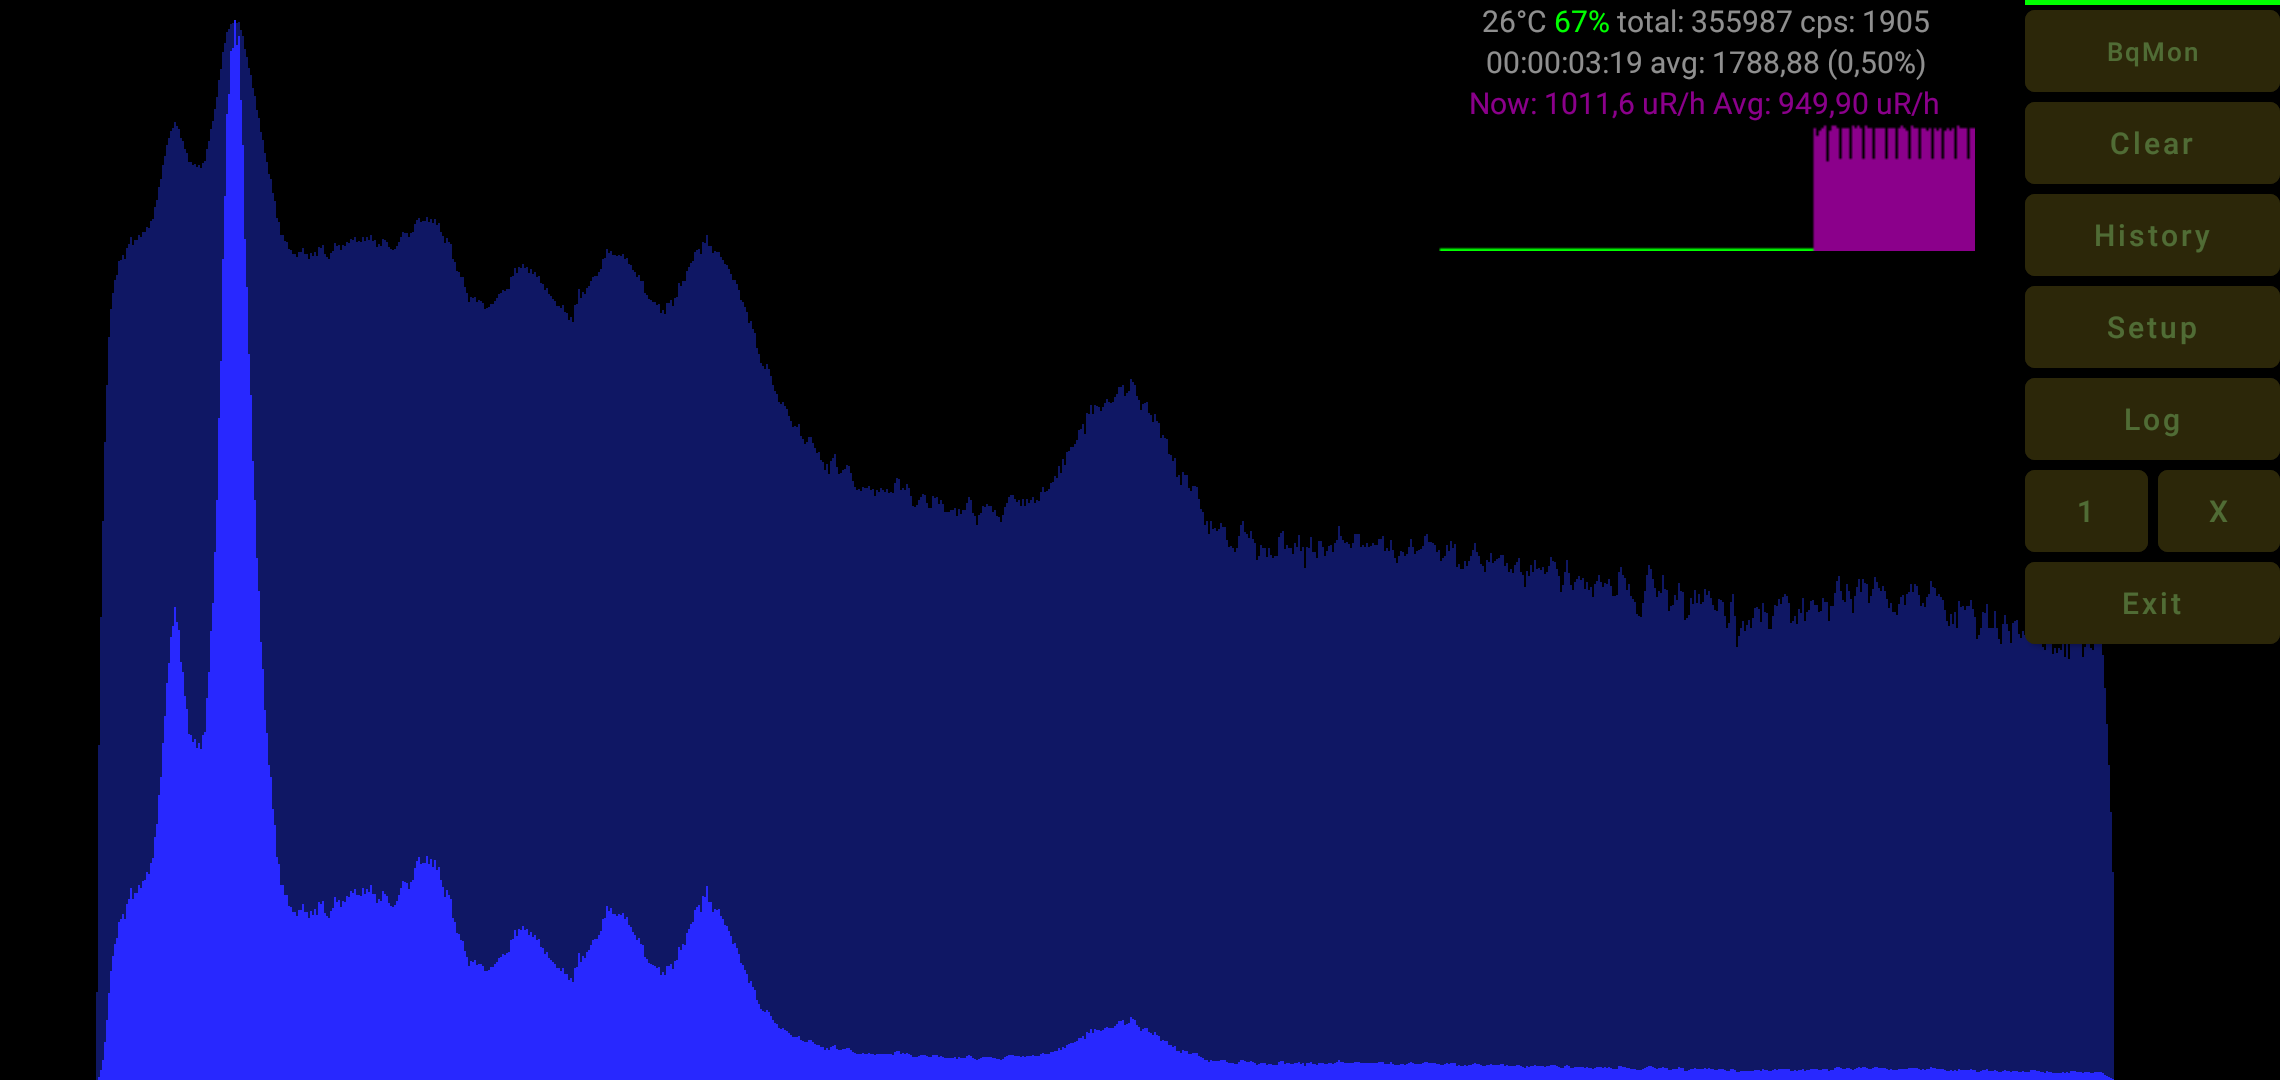 26°C 67% total: 355987 cps: 1905
00:00:03:19 avg: 1788,88 (0,50%)
Now: 1011,6 uR/h Avg: 949,90 uR/h
BqMon
Clear
History
Setup
Log
1 X
Exit